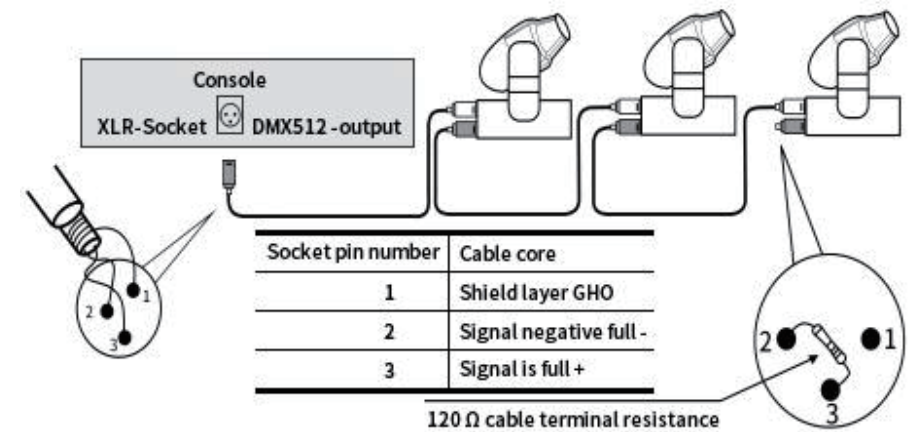 Console
XLR-Socket DMX512-output
1
2
3
Socket pin number Cable core
1 Shield layer GHO
2 Signal negative full -
3 Signal is full +
2 1
3
120 Ω cable terminal resistance